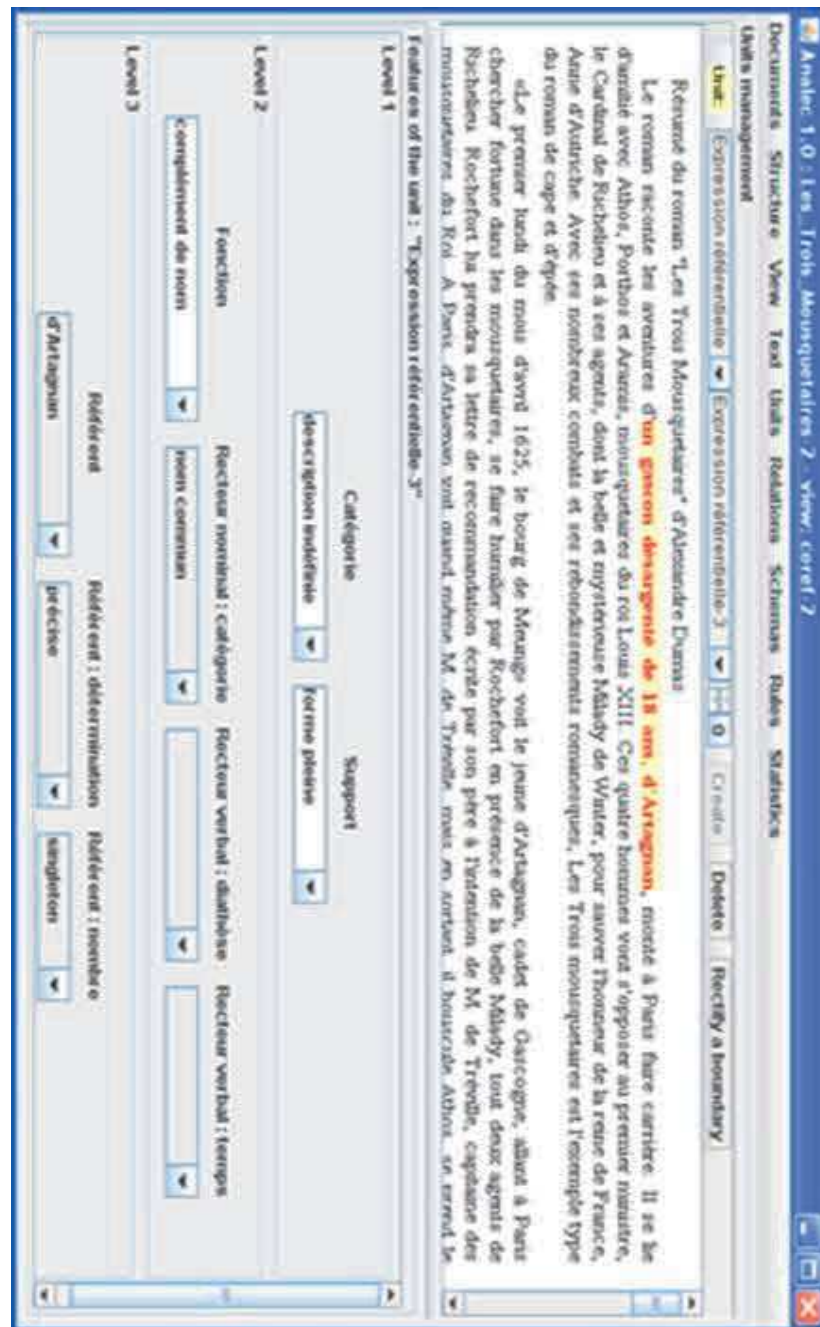 Analec 1.0 : Les_Trois_Mousquetaires 2 - view: coref-2
Documents Structure View Text Units Relations Schemas Rules Statistics
Units management
Unit: Expression référentielle Expression référentielle-3 0 Create Delete Rectify a boundary
Résumé du roman "Les Trois Mousquetaires" d'Alexandre Dumas
Le roman raconte les aventures d'un gascon désargenté de 18 ans, d'Artagnan, monté à Paris faire carrière. Il se lie
d'amitié avec Athos, Porthos et Aramis, mousquetaires du roi Louis XIII. Ces quatre hommes vont s'opposer au premier ministre,
le Cardinal de Richelieu et à ses agents, dont la belle et mystérieuse Milady de Winter, pour sauver l'honneur de la reine de France,
Anne d'Autriche. Avec ses nombreux combats et ses rebondissements romanesques, Les Trois mousquetaires est l'exemple type
du roman de cape et d'épée.
«Le premier lundi du mois d'avril 1625, le bourg de Meung» voit le jeune d'Artagnan, cadet de Gascogne, allant à Paris
chercher fortune dans les mousquetaires, se faire humilier par Rochefort en présence de la belle Milady, tout deux agents de
Richelieu. Rochefort lui prendra sa lettre de recommandation écrite par son père à l'intention de M. de Tréville, capitaine des
mousquetaires du Roi. A Paris, d'Artagnan voit quand même M. de Tréville, mais en sortant, il bouscule Athos, se prend le
Features of the unit : "Expression référentielle-3"
Level 1
Catégorie Support
description indéfinie forme pleine
Level 2
Fonction Recteur nominal : catégorie Recteur verbal : diathèse Recteur verbal : temps
complément de nom nom commun
Level 3
Référent Référent : détermination Référent : nombre
d'Artagnan précise singleton